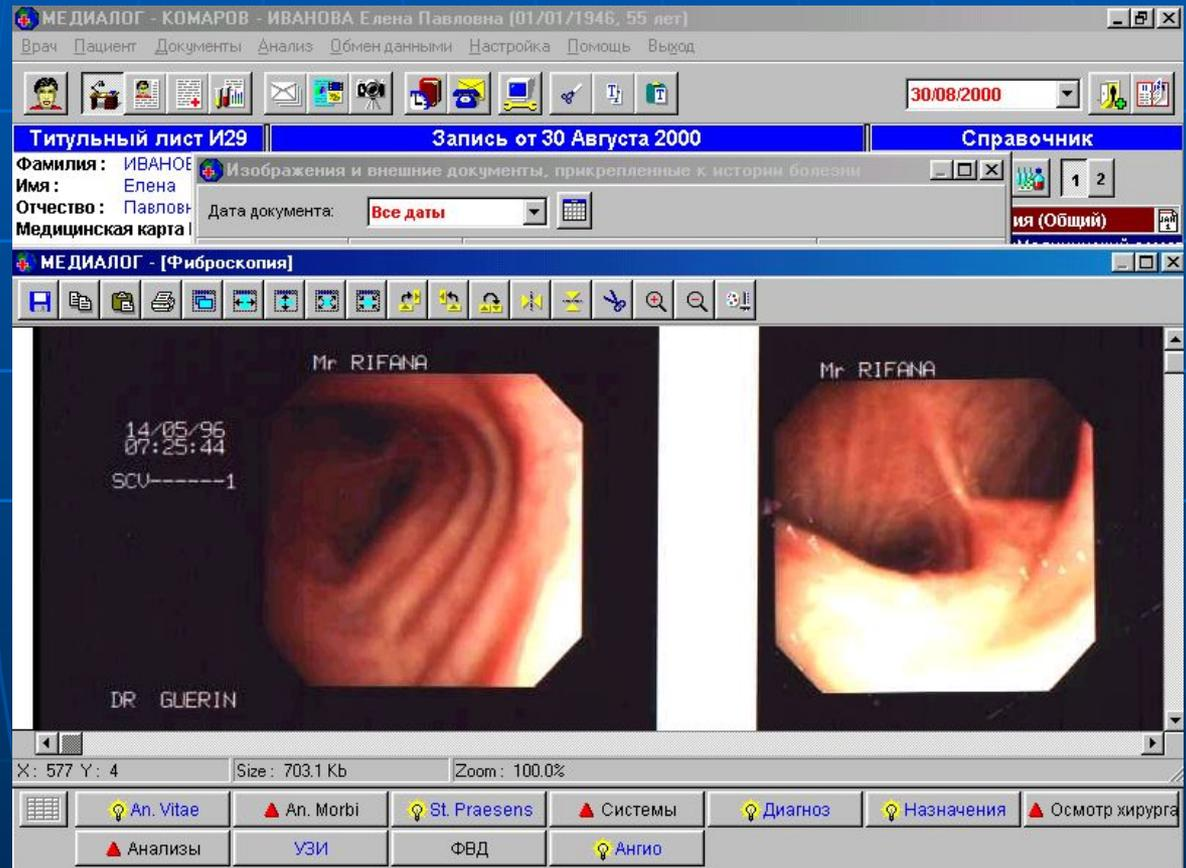 МЕДИАЛОГ - КОМАРОВ - ИВАНОВА Елена Павловна (01/01/1946, 55 лет)
Врач Пациент Документы Анализ Обмен данными Настройка Помощь Выход
30/08/2000
Титульный лист И29 Запись от 30 Августа 2000 Справочник
Фамилия: ИВАНОВ
Имя: Елена
Отчество: Павловн
Медицинская карта
Изображения и внешние документы, прикрепленные к истории болезни
Дата документа: Все даты
1 2
ия (Общий)
МЕДИАЛОГ - [Фиброскопия]
Mr RIFANA
14/05/96
07:25:44
SCV------1
DR GUERIN
Mr RIFANA
X: 577 Y: 4 Size: 703.1 Kb Zoom: 100.0%
An. Vitae An. Morbi St. Praesens Системы Диагноз Назначения Осмотр хирурга
Анализы УЗИ ФВД Ангио